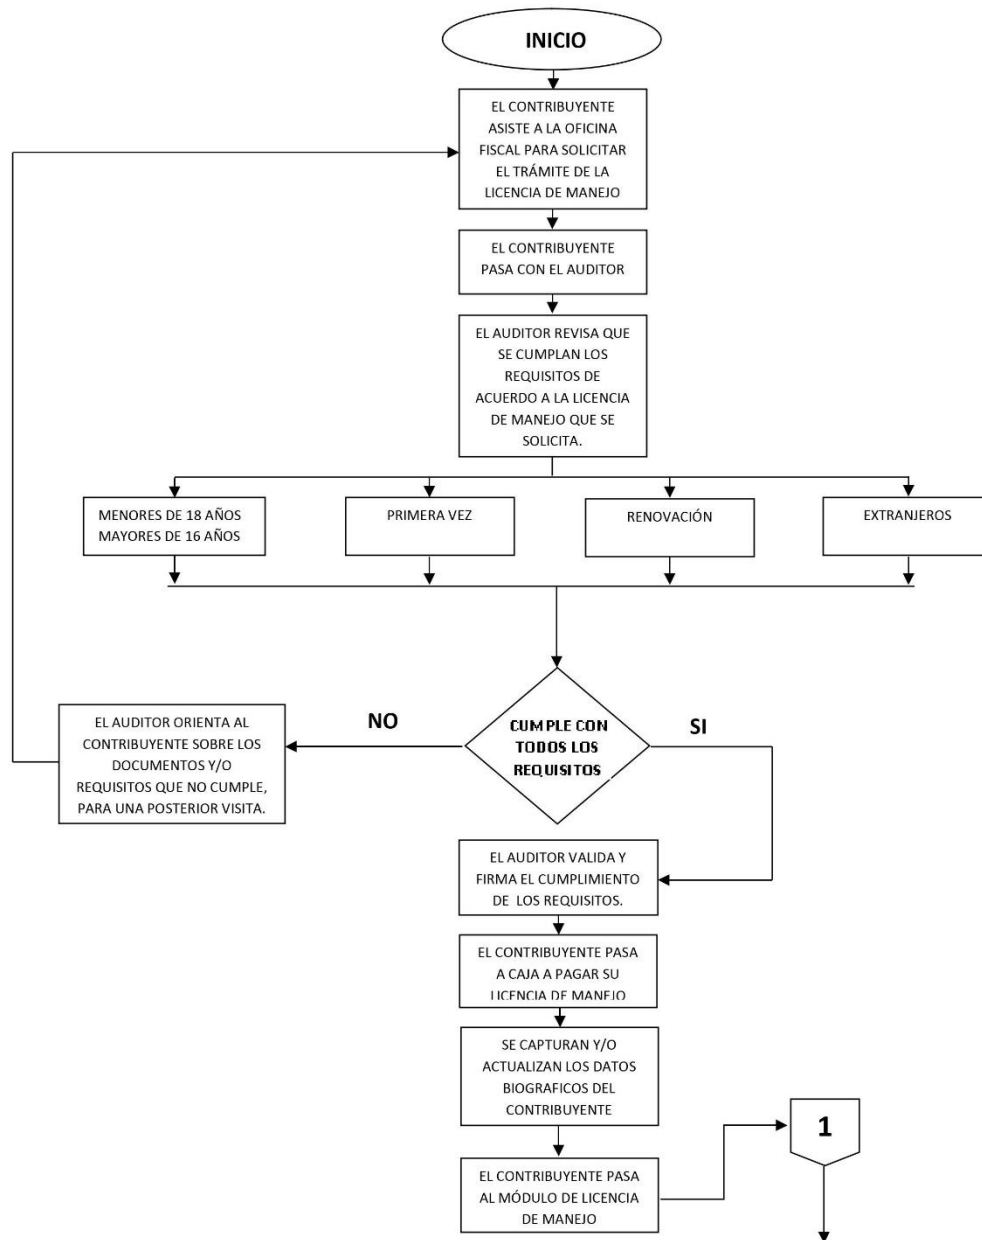 INICIO
EL CONTRIBUYENTE
ASISTE A LA OFICINA
FISCAL PARA SOLICITAR
EL TRÁMITE DE LA
LICENCIA DE MANEJO
EL CONTRIBUYENTE
PASA CON EL AUDITOR
EL AUDITOR REVISA QUE
SE CUMPLAN LOS
REQUISITOS DE
ACUERDO A LA LICENCIA
DE MANEJO QUE SE
SOLICITA.
MENORES DE 18 AÑOS
MAYORES DE 16 AÑOS
PRIMERA VEZ
RENOVACIÓN
EXTRANJEROS
CUMPLE CON
TODOS LOS
REQUISITOS
NO
SI
EL AUDITOR ORIENTA AL
CONTRIBUYENTE SOBRE LOS
DOCUMENTOS Y/O
REQUISITOS QUE NO CUMPLE,
PARA UNA POSTERIOR VISITA.
EL AUDITOR VALIDA Y
FIRMA EL CUMPLIMIENTO
DE LOS REQUISITOS.
EL CONTRIBUYENTE PASA
A CAJA A PAGAR SU
LICENCIA DE MANEJO
SE CAPTURAN Y/O
ACTUALIZAN LOS DATOS
BIOGRAFICOS DEL
CONTRIBUYENTE
EL CONTRIBUYENTE PASA
AL MÓDULO DE LICENCIA
DE MANEJO
1